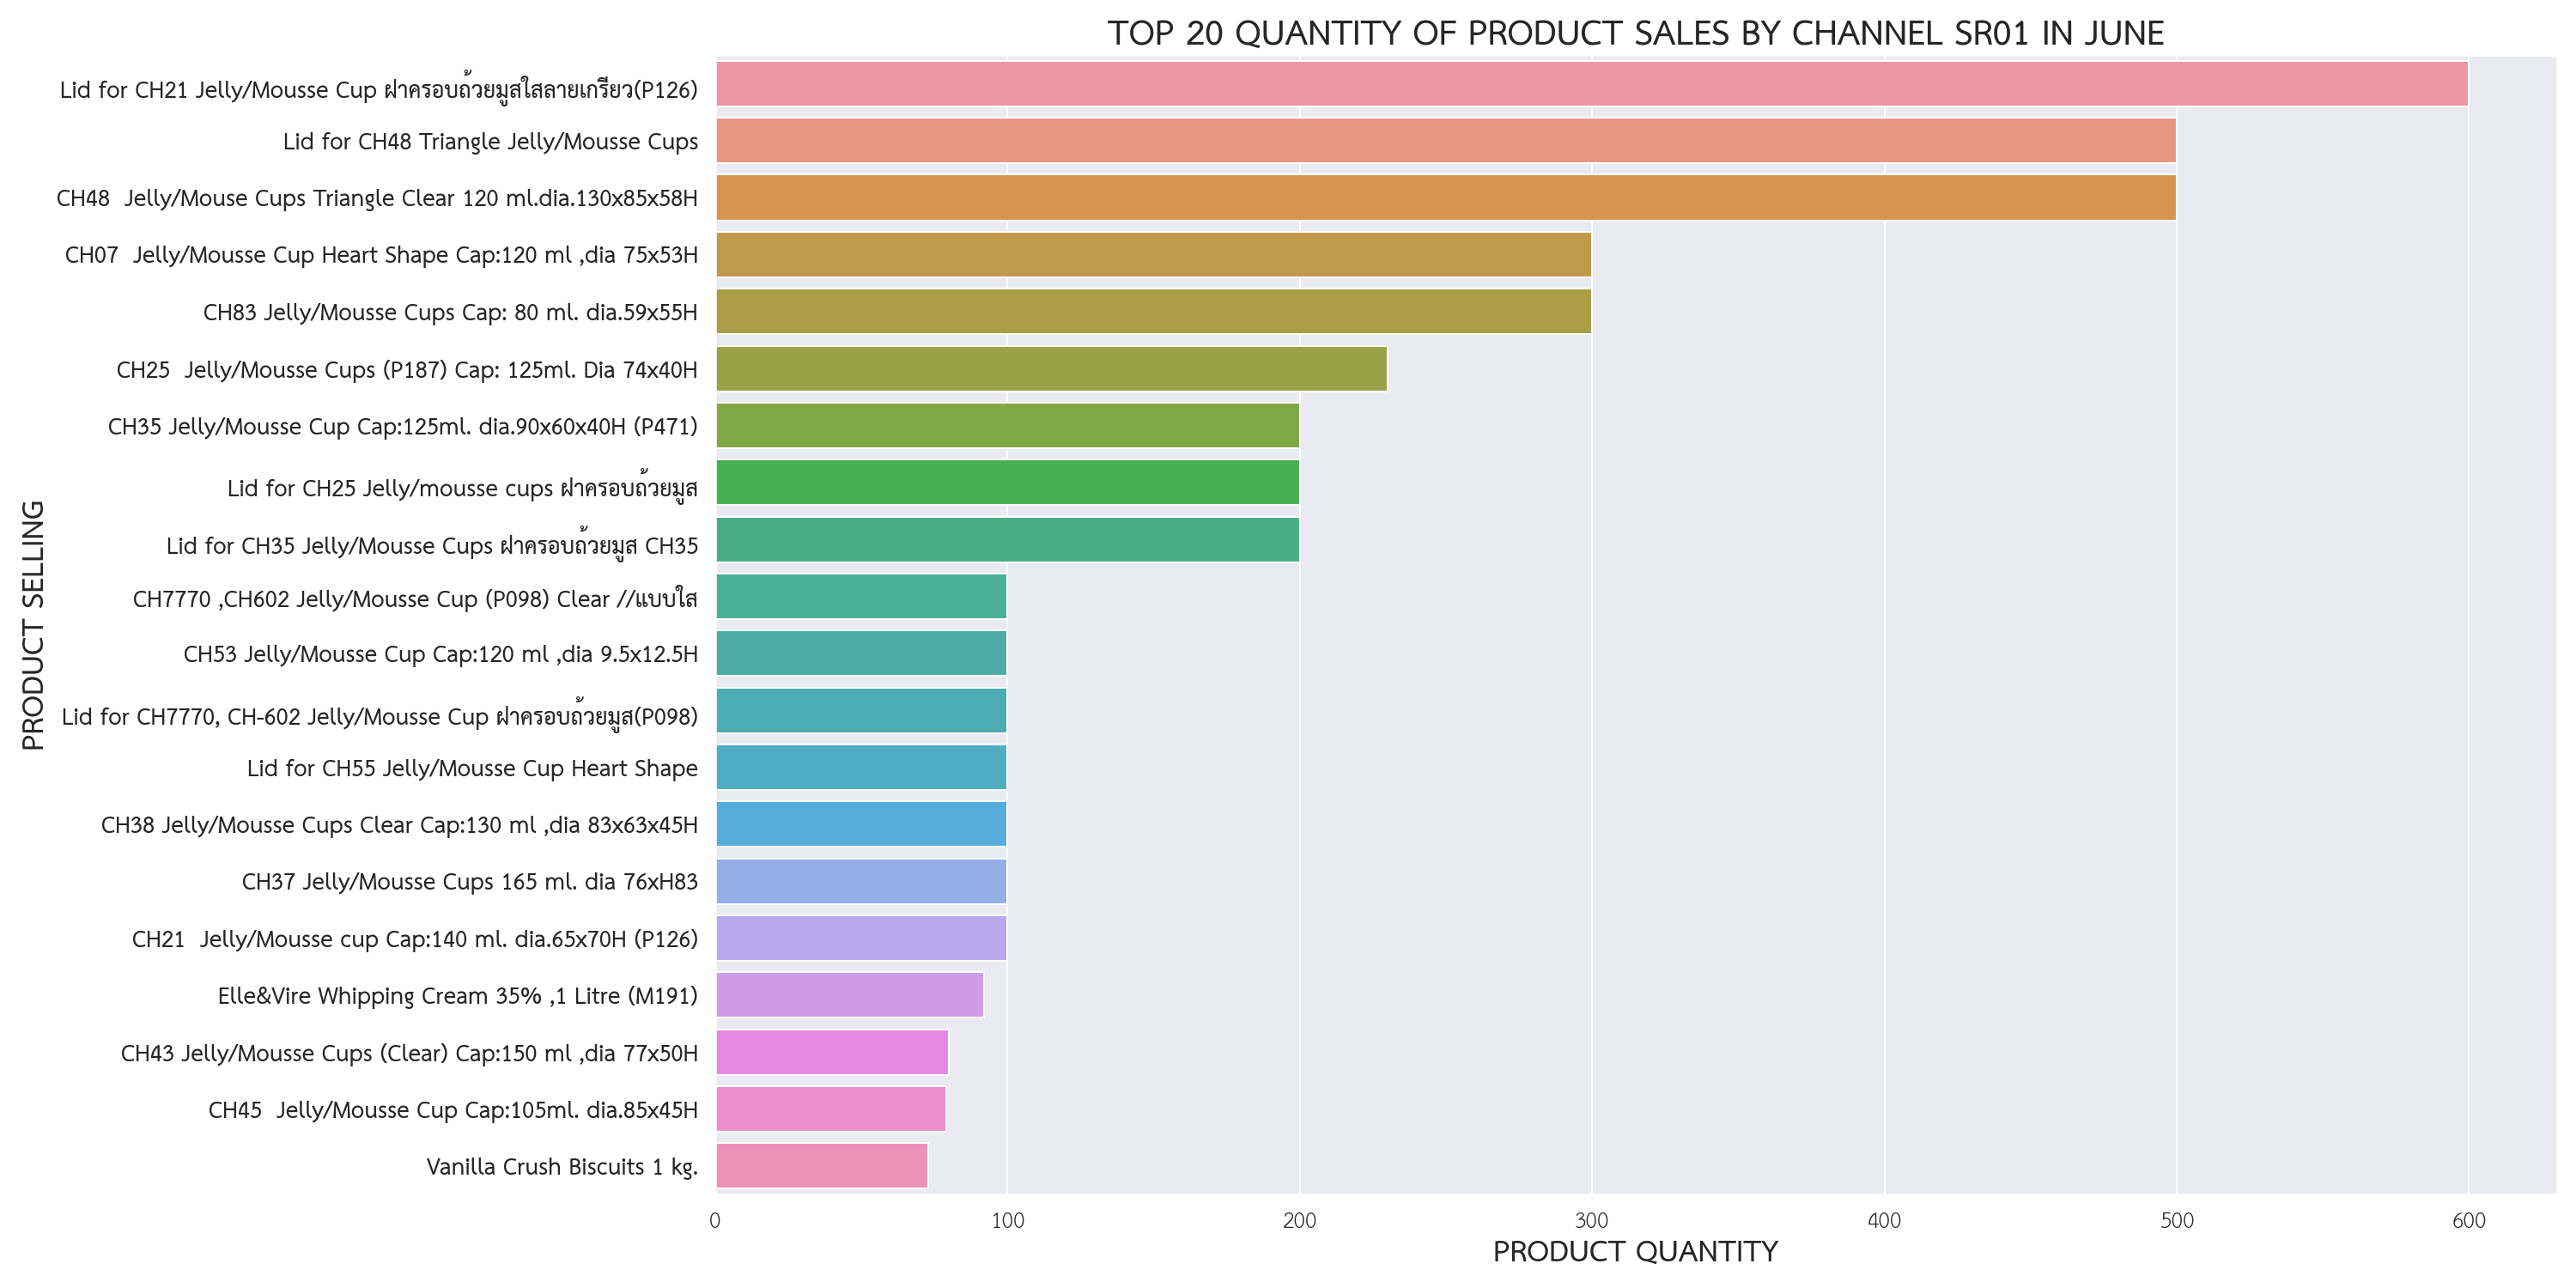 TOP 20 QUANTITY OF PRODUCT SALES BY CHANNEL SR01 IN JUNE
PRODUCT SELLING
Lid for CH21 Jelly/Mousse Cup ฝาครอบถ้วยมูสใสลายเกรียว(P126)
Lid for CH48 Triangle Jelly/Mousse Cups
CH48  Jelly/Mouse Cups Triangle Clear 120 ml.dia.130x85x58H
CH07  Jelly/Mousse Cup Heart Shape Cap:120 ml ,dia 75x53H
CH83 Jelly/Mousse Cups Cap: 80 ml. dia.59x55H
CH25  Jelly/Mousse Cups (P187) Cap: 125ml. Dia 74x40H
CH35 Jelly/Mousse Cup Cap:125ml. dia.90x60x40H (P471)
Lid for CH25 Jelly/mousse cups ฝาครอบถ้วยมูส
Lid for CH35 Jelly/Mousse Cups ฝาครอบถ้วยมูส CH35
CH7770 ,CH602 Jelly/Mousse Cup (P098) Clear //แบบใส
CH53 Jelly/Mousse Cup Cap:120 ml ,dia 9.5x12.5H
Lid for CH7770, CH-602 Jelly/Mousse Cup ฝาครอบถ้วยมูส(P098)
Lid for CH55 Jelly/Mousse Cup Heart Shape
CH38 Jelly/Mousse Cups Clear Cap:130 ml ,dia 83x63x45H
CH37 Jelly/Mousse Cups 165 ml. dia 76xH83
CH21  Jelly/Mousse cup Cap:140 ml. dia.65x70H (P126)
Elle&Vire Whipping Cream 35% ,1 Litre (M191)
CH43 Jelly/Mousse Cups (Clear) Cap:150 ml ,dia 77x50H
CH45  Jelly/Mousse Cup Cap:105ml. dia.85x45H
Vanilla Crush Biscuits 1 kg.
0 100 200 300 400 500 600
PRODUCT QUANTITY